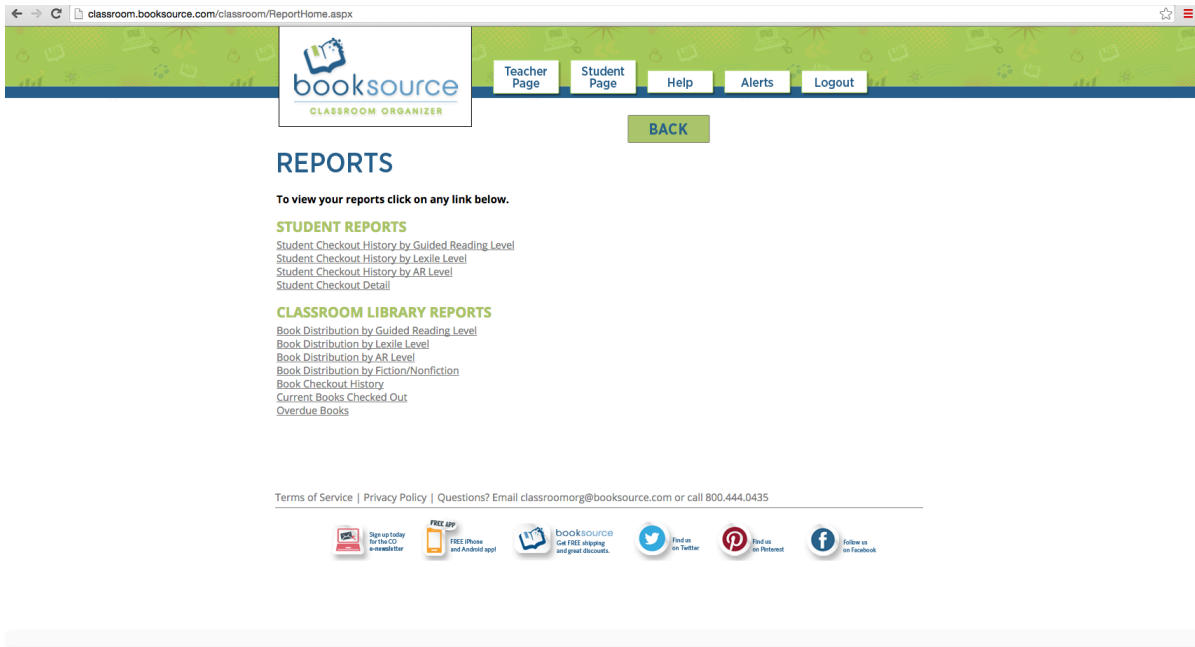 classroom.booksource.com/classroom/ReportHome.aspx
booksource
CLASSROOM ORGANIZER
Teacher Page
Student Page
Help
Alerts
Logout
BACK
REPORTS
To view your reports click on any link below.
STUDENT REPORTS
Student Checkout History by Guided Reading Level
Student Checkout History by Lexile Level
Student Checkout History by AR Level
Student Checkout Detail
CLASSROOM LIBRARY REPORTS
Book Distribution by Guided Reading Level
Book Distribution by Lexile Level
Book Distribution by AR Level
Book Distribution by Fiction/Nonfiction
Book Checkout History
Current Books Checked Out
Overdue Books
Terms of Service | Privacy Policy | Questions? Email classroomorg@booksource.com or call 800.444.0435
Sign up today
for the CO
e-newsletter
FREE APP
FREE iPhone
and Android app!
booksource
Get FREE shipping
and great discounts.
Find us
on Twitter
Find us
on Pinterest
Follow us
on Facebook